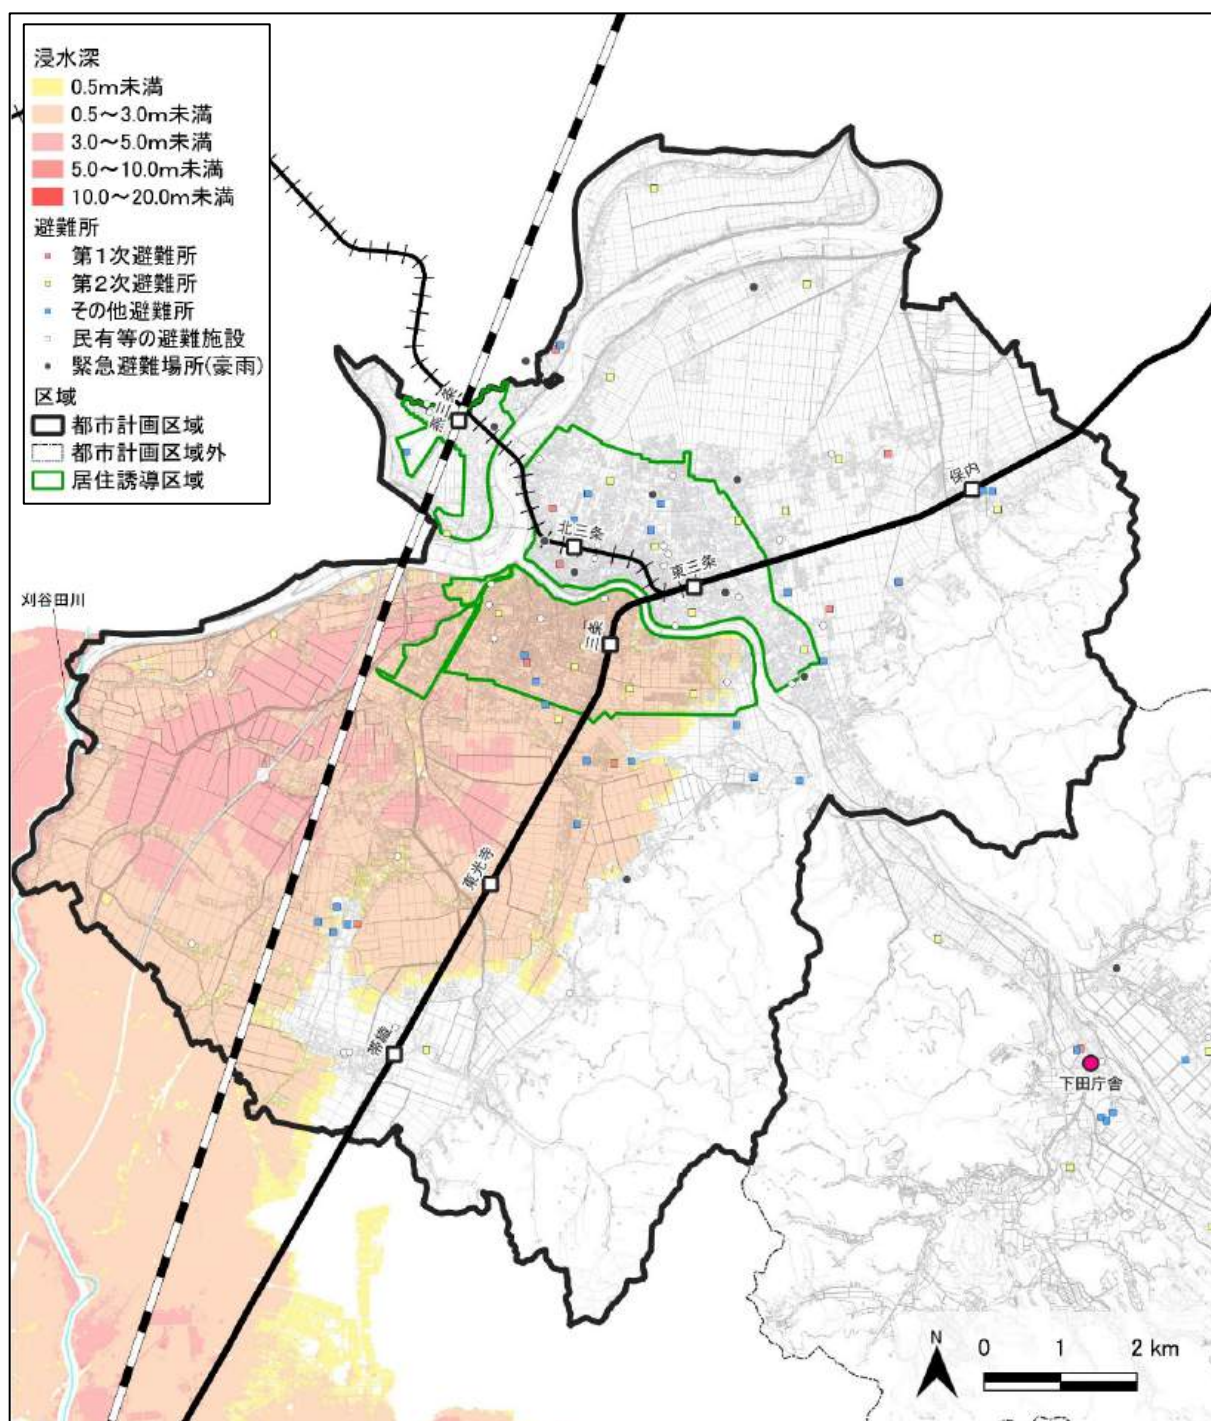 浸水深
0.5m未満
0.5～3.0m未満
3.0～5.0m未満
5.0～10.0m未満
10.0～20.0m未満
避難所
第1次避難所
第2次避難所
その他避難所
民有等の避難施設
緊急避難場所(豪雨)
区域
都市計画区域
都市計画区域外
居住誘導区域
燕三条
保内
北三条
東三条
刈谷田川
三条
東光寺
帯織
下田庁舎
N
0 1 2 km